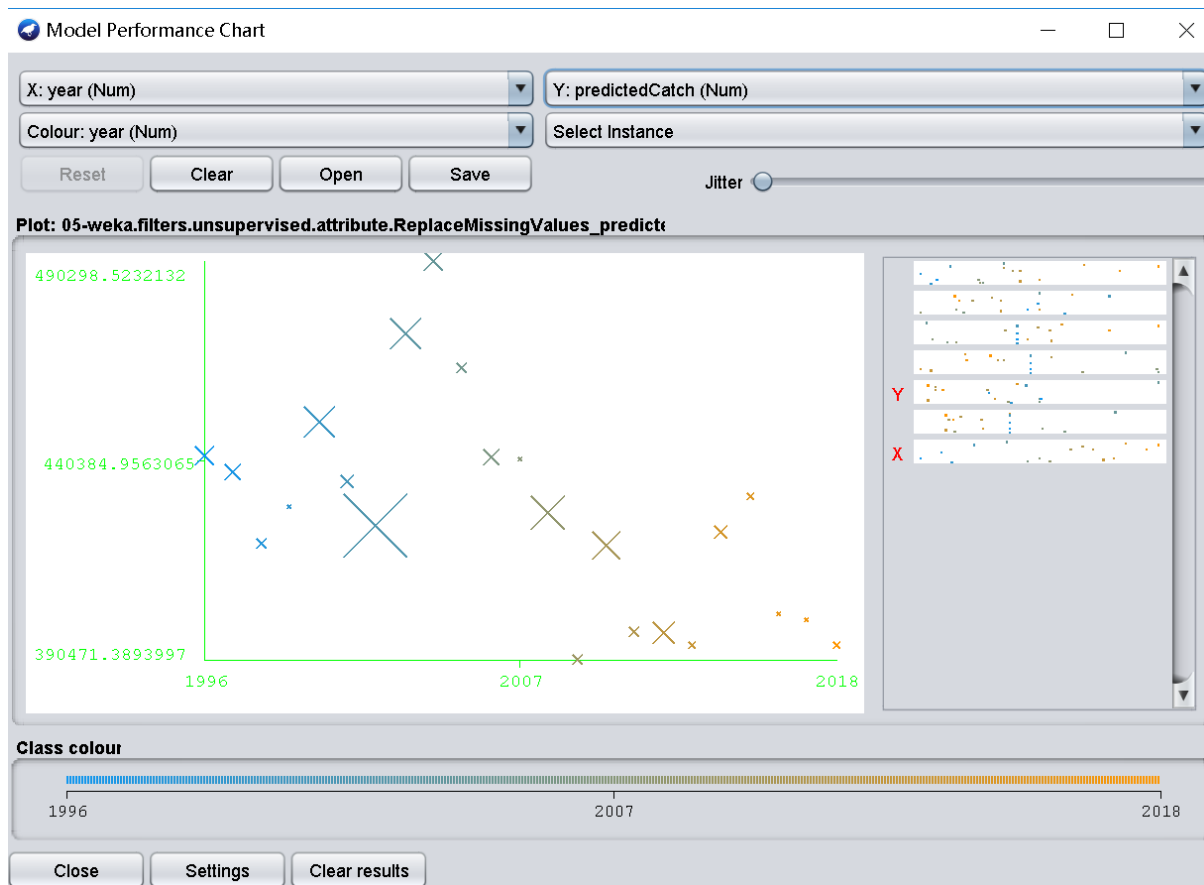 Model Performance Chart
X: year (Num)
Y: predictedCatch (Num)
Colour: year (Num)
Select Instance
Reset
Clear
Open
Save
Jitter
Plot: 05-weka.filters.unsupervised.attribute.ReplaceMissingValues_predicte
490298.5232132
440384.9563065
390471.3893997
1996
2007
2018
Y
X
Class colour
1996
2007
2018
Close
Settings
Clear results